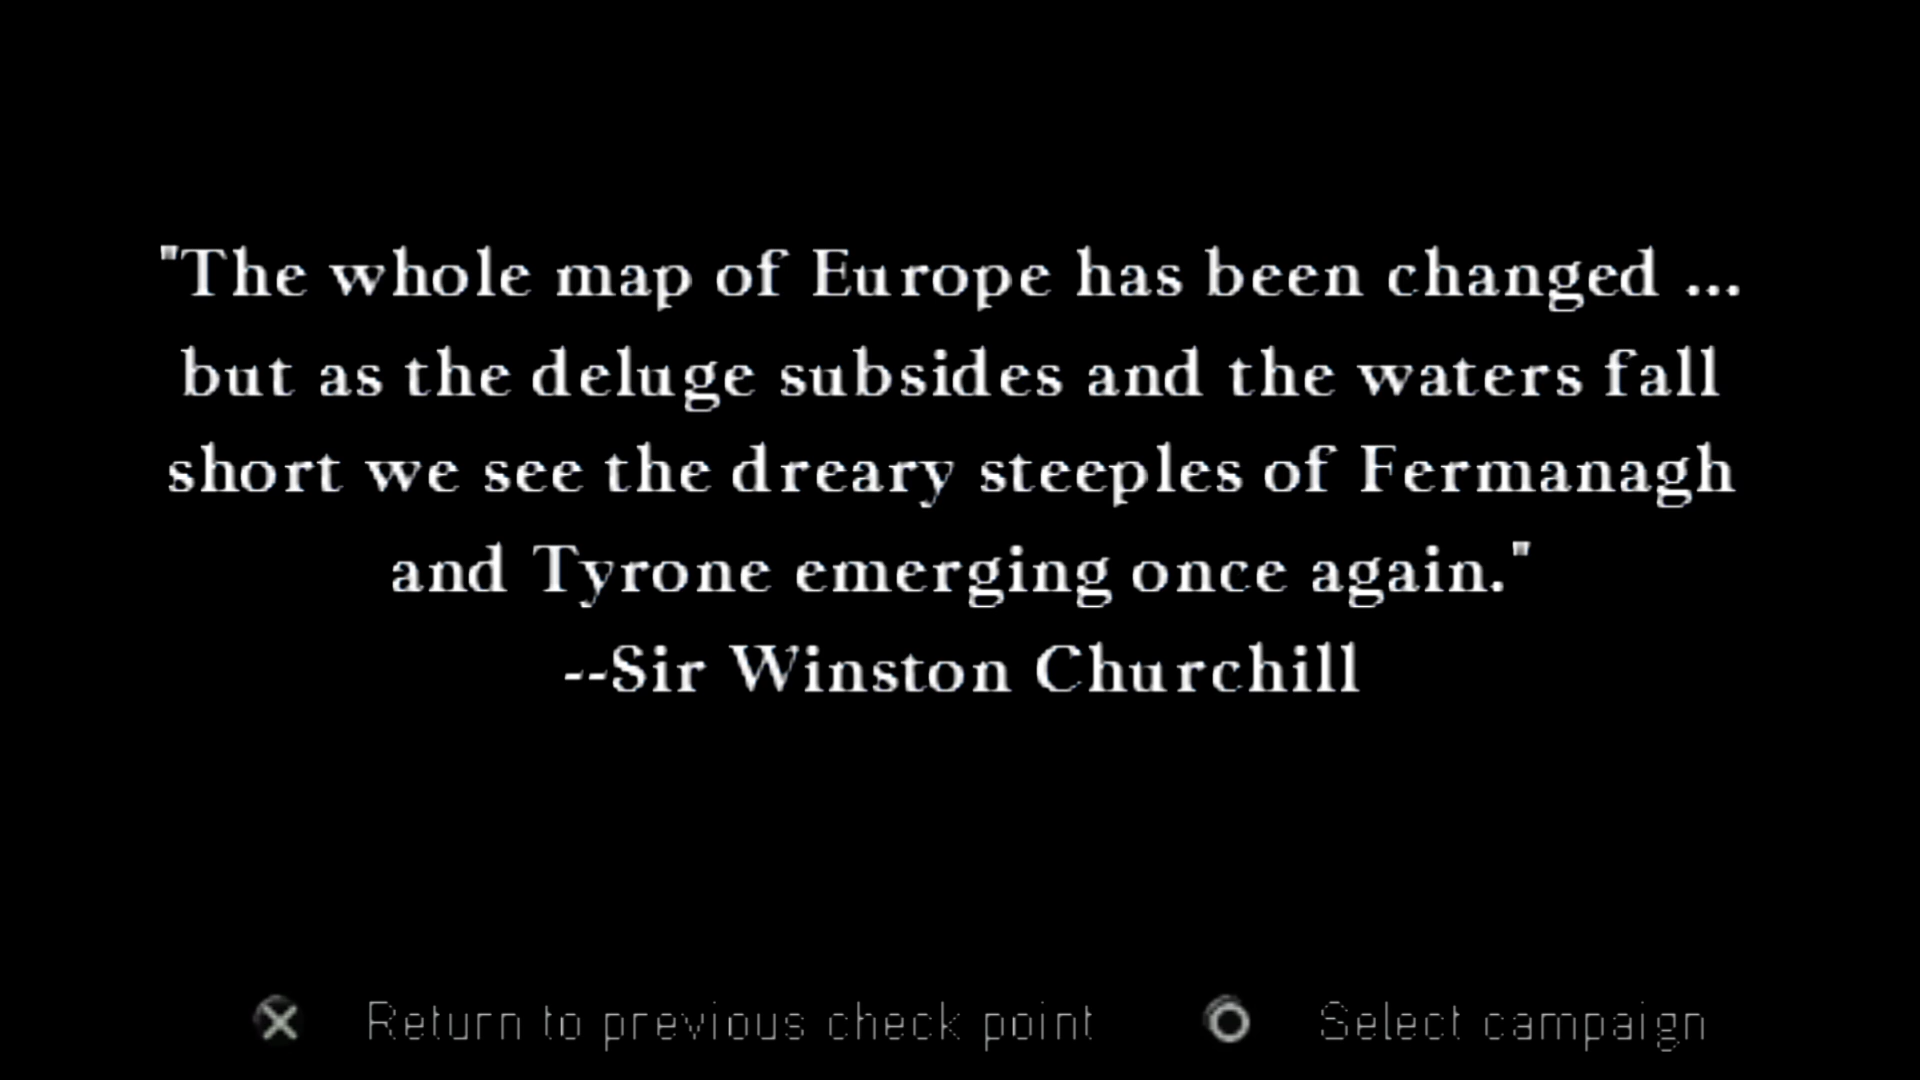 "The whole map of Europe has been changed ...
but as the deluge subsides and the waters fall
short we see the dreary steeples of Fermanagh
and Tyrone emerging once again."
--Sir Winston Churchill
Return to previous check point
Select campaign